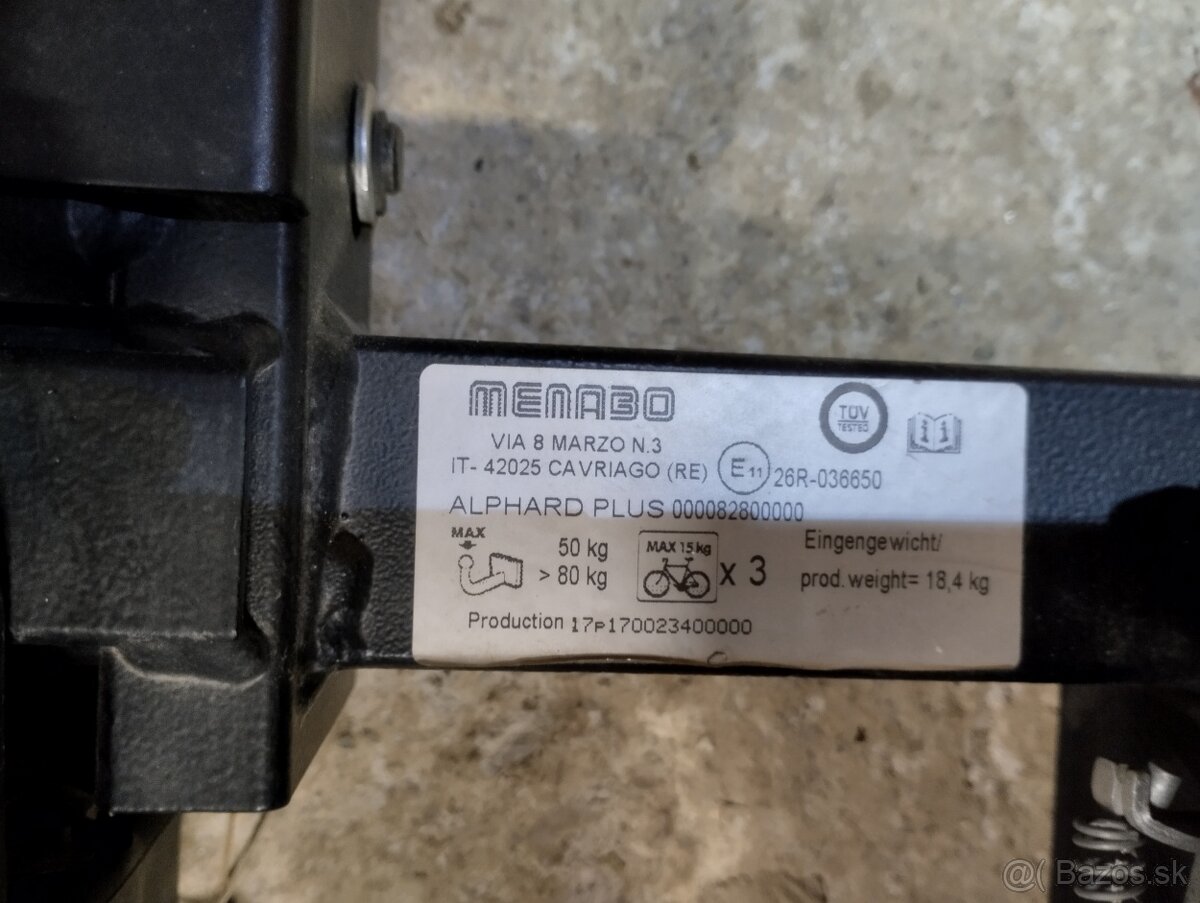 MENABO
TÜV
TESTED
VIA 8 MARZO N.3
IT- 42025 CAVRIAGO (RE) E 11 26R-036650
ALPHARD PLUS 000082800000
MAX
50 kg
> 80 kg
MAX 15 kg
x 3
Eingengewicht/
prod. weight= 18,4 kg
Production 17P170023400000
@( Bazos.sk